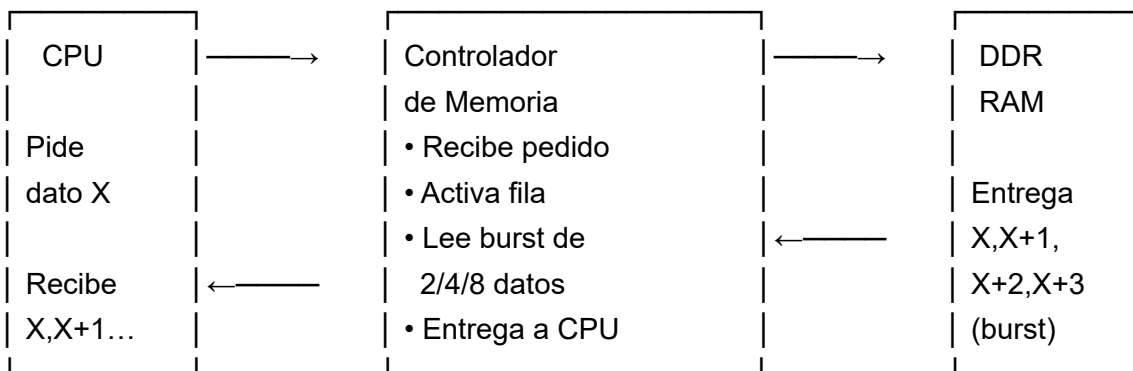 CPU
Pide
dato X
Recibe
X,X+1…
Controlador
de Memoria
• Recibe pedido
• Activa fila
• Lee burst de
2/4/8 datos
• Entrega a CPU
DDR
RAM
Entrega
X,X+1,
X+2,X+3
(burst)